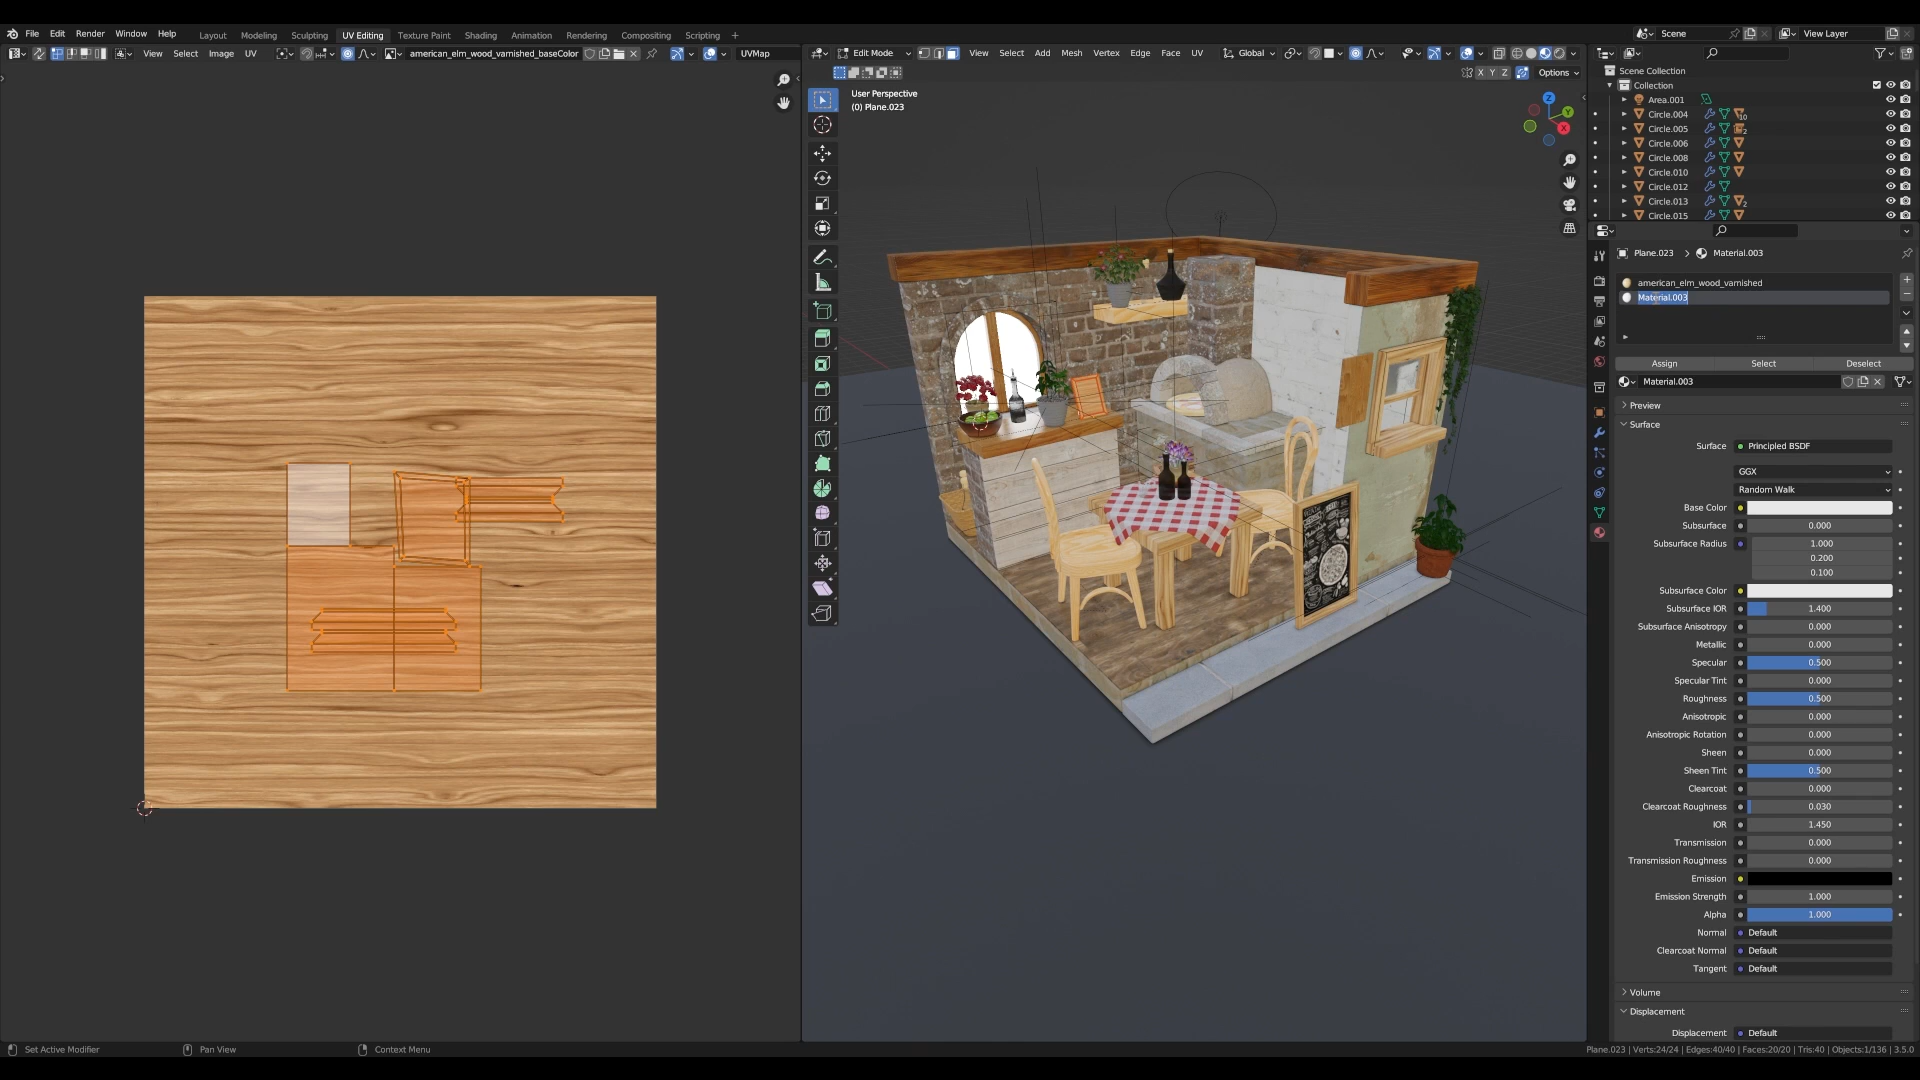 File Edit Render Window Help Layout Modeling Sculpting UV Editing Texture Paint Shading Animation Rendering Compositing Scripting + Scene View Layer
View Select Image UV american_elm_wood_varnished_baseColor UVMap
Edit Mode View Select Add Mesh Vertex Edge Face UV Global
X Y Z Options
User Perspective
(0) Plane.023
Z
Y
X
Scene Collection
Collection
Area.001
Circle.004 10
Circle.005 2
Circle.006
Circle.008
Circle.010
Circle.012
Circle.013 2
Circle.015
Plane.023 > Material.003
american_elm_wood_varnished
Material.003
Assign Select Deselect
Material.003
Preview
Surface
Surface Principled BSDF
GGX
Random Walk
Base Color
Subsurface 0.000
Subsurface Radius 1.000
0.200
0.100
Subsurface Color
Subsurface IOR 1.400
Subsurface Anisotropy 0.000
Metallic 0.000
Specular 0.500
Specular Tint 0.000
Roughness 0.500
Anisotropic 0.000
Anisotropic Rotation 0.000
Sheen 0.000
Sheen Tint 0.500
Clearcoat 0.000
Clearcoat Roughness 0.030
IOR 1.450
Transmission 0.000
Transmission Roughness 0.000
Emission
Emission Strength 1.000
Alpha 1.000
Normal Default
Clearcoat Normal Default
Tangent Default
Volume
Displacement
Displacement Default
Set Active Modifier Pan View Context Menu Plane.023 | Verts:24/24 | Edges:40/40 | Faces:20/20 | Tris:40 | Objects:1/136 | 3.5.0